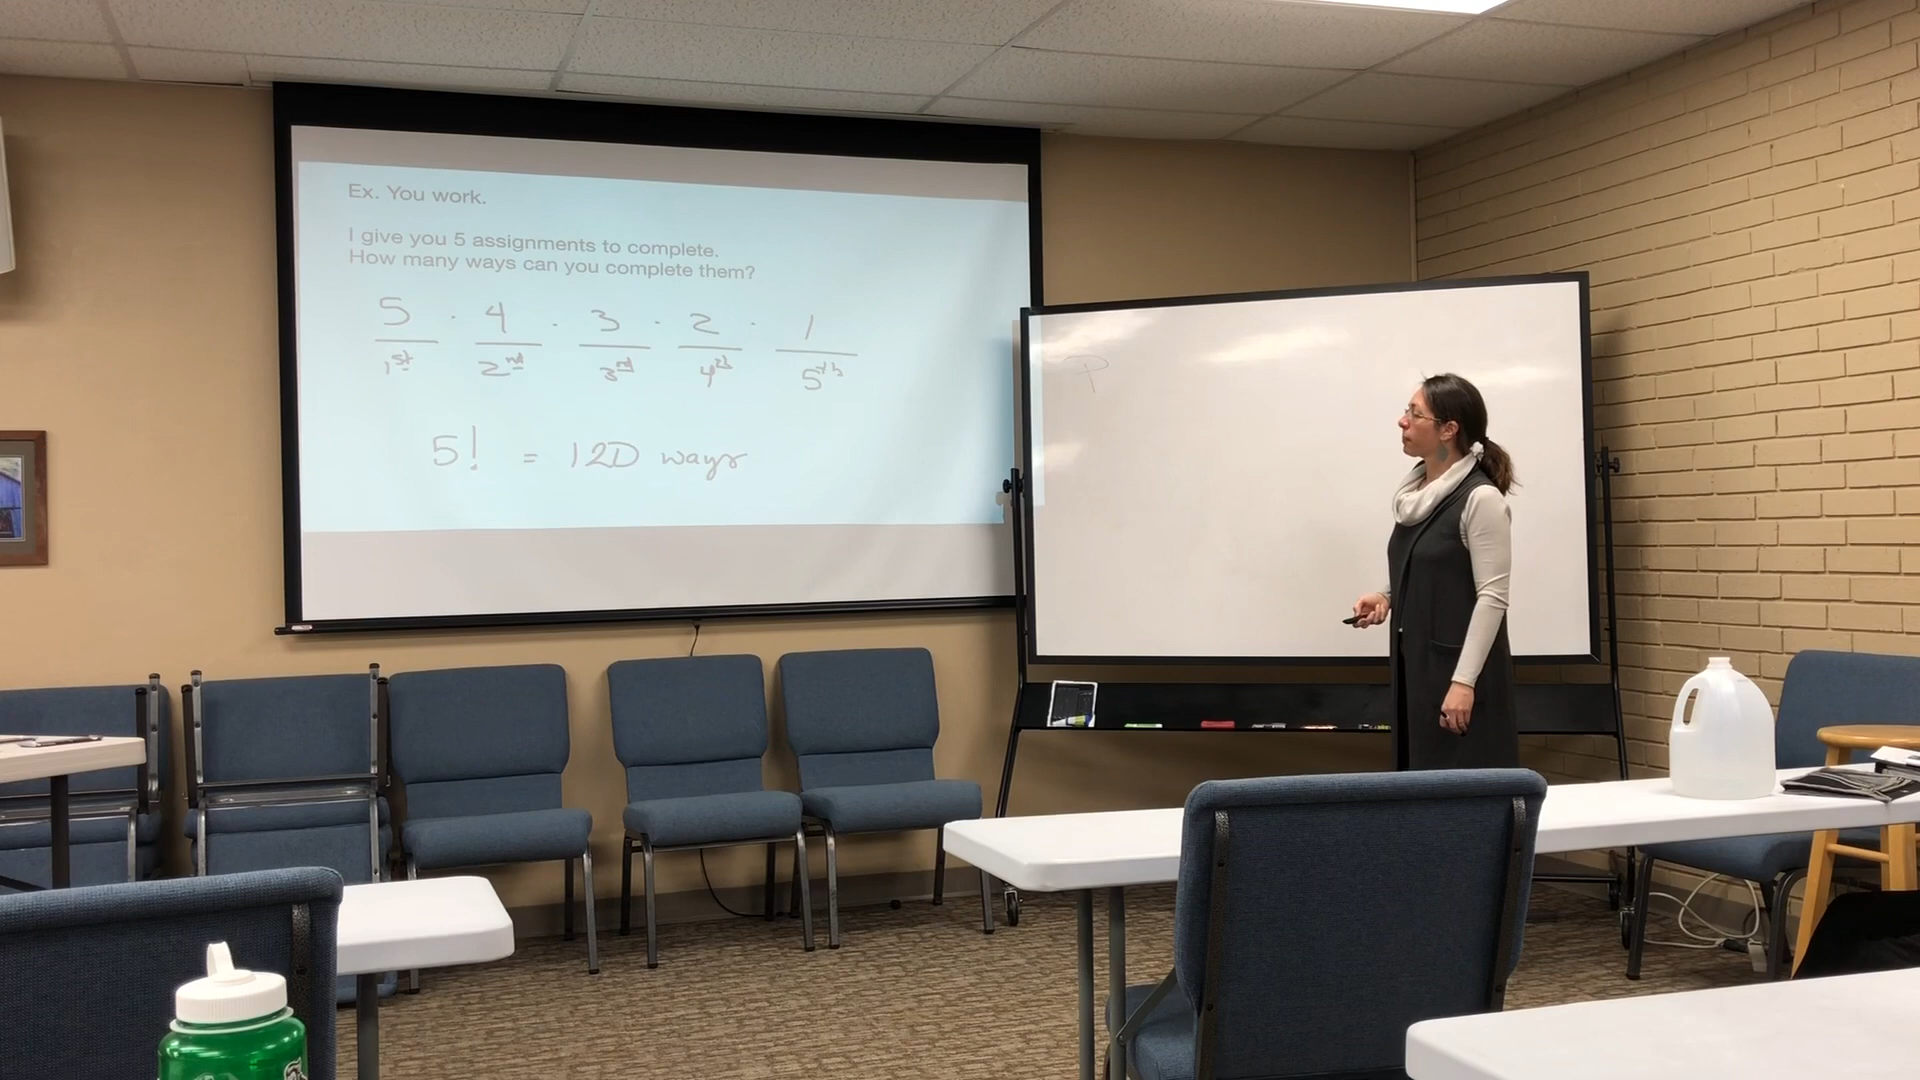 Ex. You work.
I give you 5 assignments to complete.
How many ways can you complete them?
5 · 4 · 3 · 2 · 1
1st 2nd 3rd 4th 5th
5! = 120 ways
P